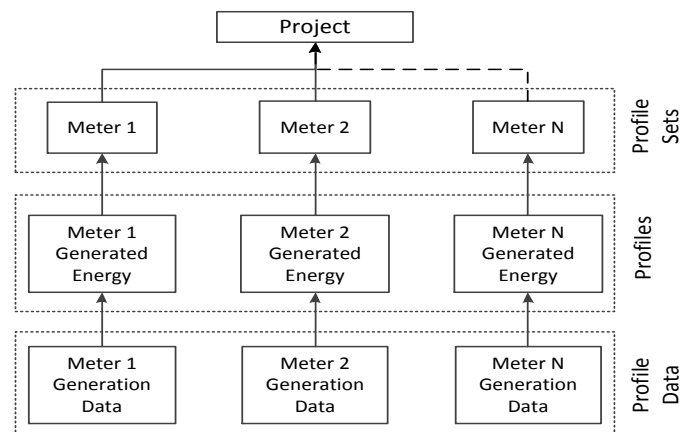 Project
Meter 1
Meter 2
Meter N
Profile
Sets
Meter 1
Generated
Energy
Meter 2
Generated
Energy
Meter N
Generated
Energy
Profiles
Meter 1
Generation
Data
Meter 2
Generation
Data
Meter N
Generation
Data
Profile
Data